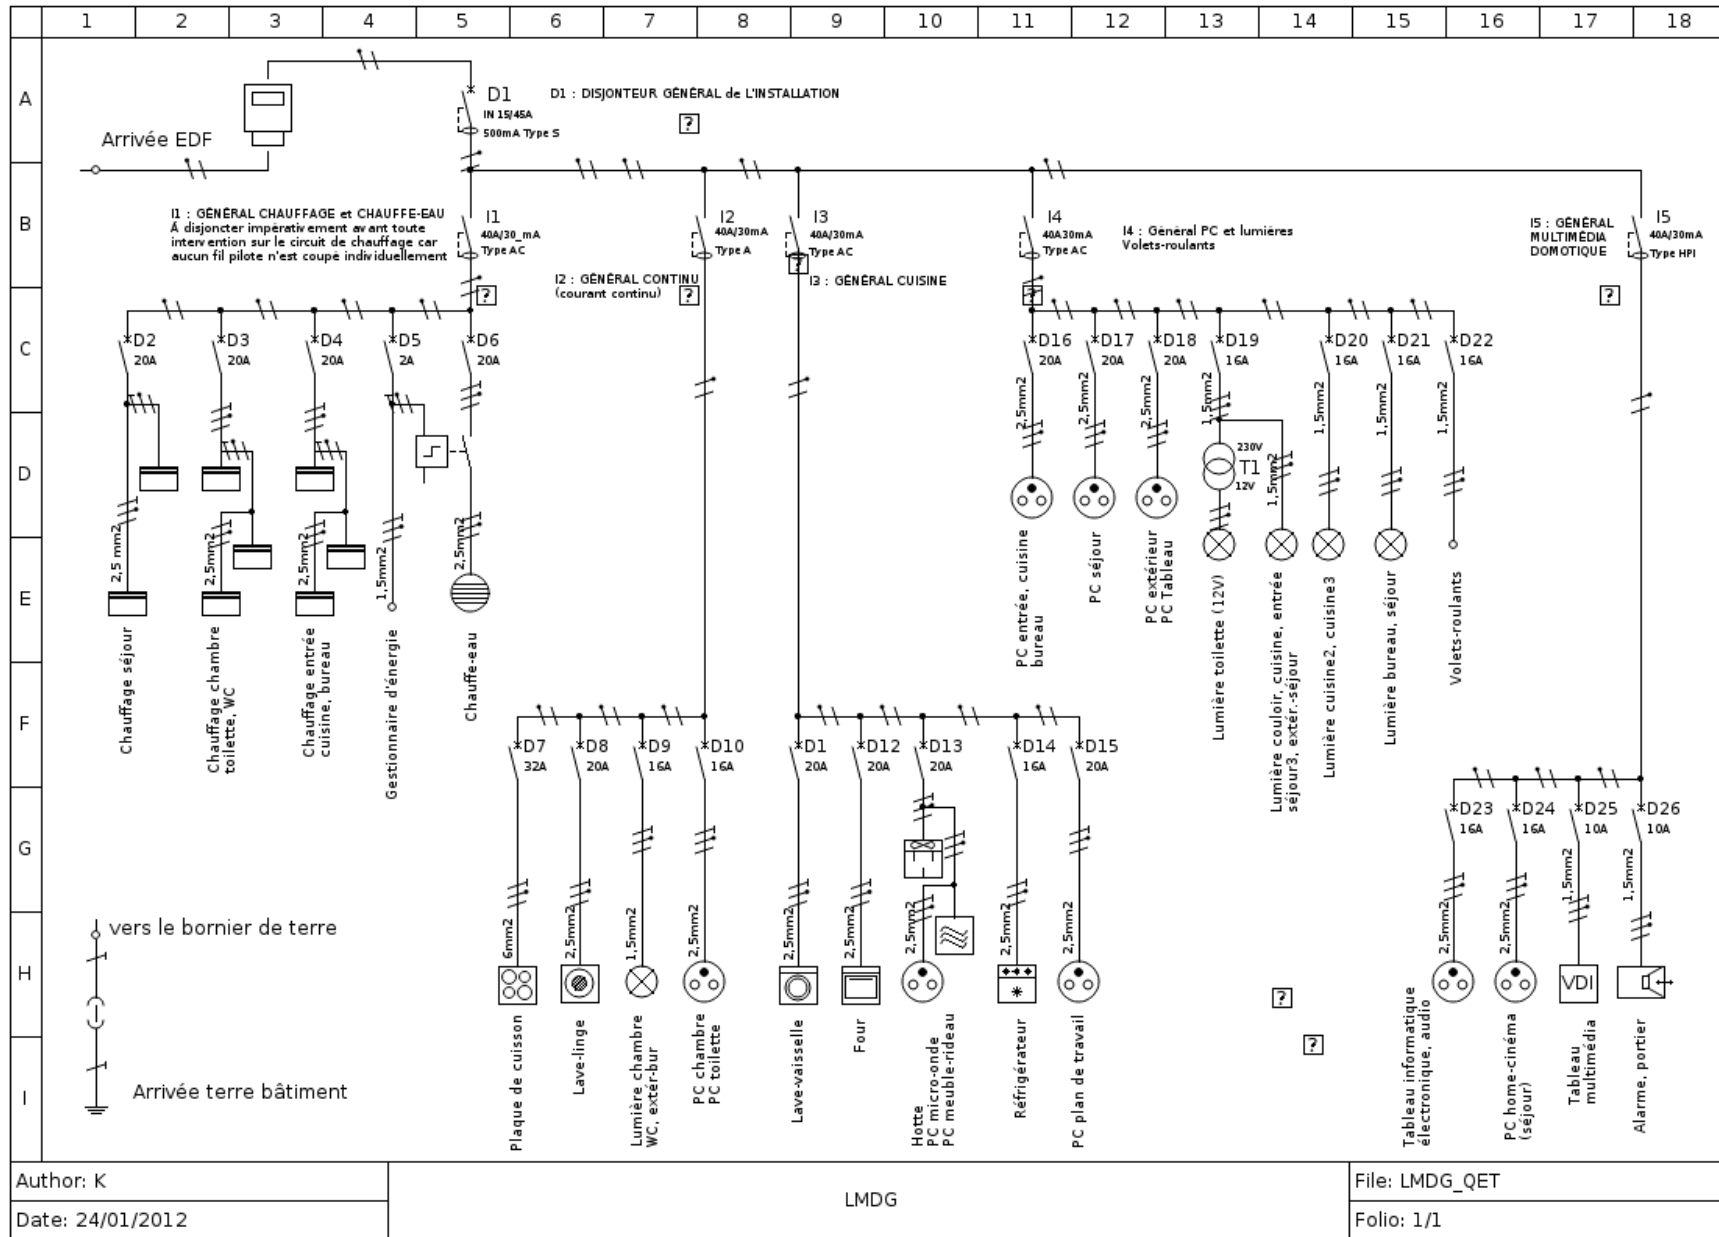 1 2 3 4 5 6 7 8 9 10 11 12 13 14 15 16 17 18
A
B
C
D
E
F
G
H
I
Arrivée EDF
D1
IN 15/45A
500mA Type S
D1 : DISJONTEUR GÉNÉRAL de L'INSTALLATION
?
I1 : GÉNÉRAL CHAUFFAGE et CHAUFFE-EAU
À disjoncter impérativement avant toute
intervention sur le circuit de chauffage car
aucun fil pilote n'est coupé individuellement
I1
40A/30_mA
Type AC
?
I2
40A/30mA
Type A
I2 : GÉNÉRAL CONTINU
(courant continu)
?
I3
40A/30mA
Type AC
?
I3 : GÉNÉRAL CUISINE
I4
40A30mA
Type AC
?
I4 : Général PC et lumières
Volets-roulants
I5 : GÉNÉRAL
MULTIMÉDIA
DOMOTIQUE
I5
40A/30mA
Type HPI
?
D2
20A
D3
20A
D4
20A
D5
2A
D6
20A
2,5 mm2
2,5mm2
2,5mm2
1,5mm2
2,5mm2
Chauffage séjour
Chauffage chambre
toilette, WC
Chauffage entrée
cuisine, bureau
Gestionnaire d'énergie
Chauffe-eau
D16
20A
D17
20A
D18
20A
D19
16A
D20
16A
D21
16A
D22
16A
2,5mm2
2,5mm2
2,5mm2
1,5mm2
1,5mm2
1,5mm2
1,5mm2
230V
T1
12V
1,5mm2
PC entrée, cuisine
bureau
PC séjour
PC extérieur
PC Tableau
Lumière toilette (12V)
Lumière couloir, cuisine, entrée
séjour3, extér.-séjour
Lumière cuisine2, cuisine3
Lumière bureau, séjour
Volets-roulants
D7
32A
D8
20A
D9
16A
D10
16A
6mm2
2,5mm2
1,5mm2
2,5mm2
Plaque de cuisson
Lave-linge
Lumière chambre
WC, extér-bur
PC chambre
PC toilette
D1
20A
D12
20A
D13
20A
D14
16A
D15
20A
2,5mm2
2,5mm2
2,5mm2
2,5mm2
2,5mm2
Lave-vaisselle
Four
Hotte
PC micro-onde
PC meuble-rideau
Réfrigérateur
PC plan de travail
D23
16A
D24
16A
D25
10A
D26
10A
2,5mm2
2,5mm2
1,5mm2
1,5mm2
VDI
?
?
Tableau informatique
électronique, audio
PC home-cinéma
(séjour)
Tableau
multimédia
Alarme, portier
vers le bornier de terre
Arrivée terre bâtiment
Author: K
Date: 24/01/2012
LMDG
File: LMDG_QET
Folio: 1/1